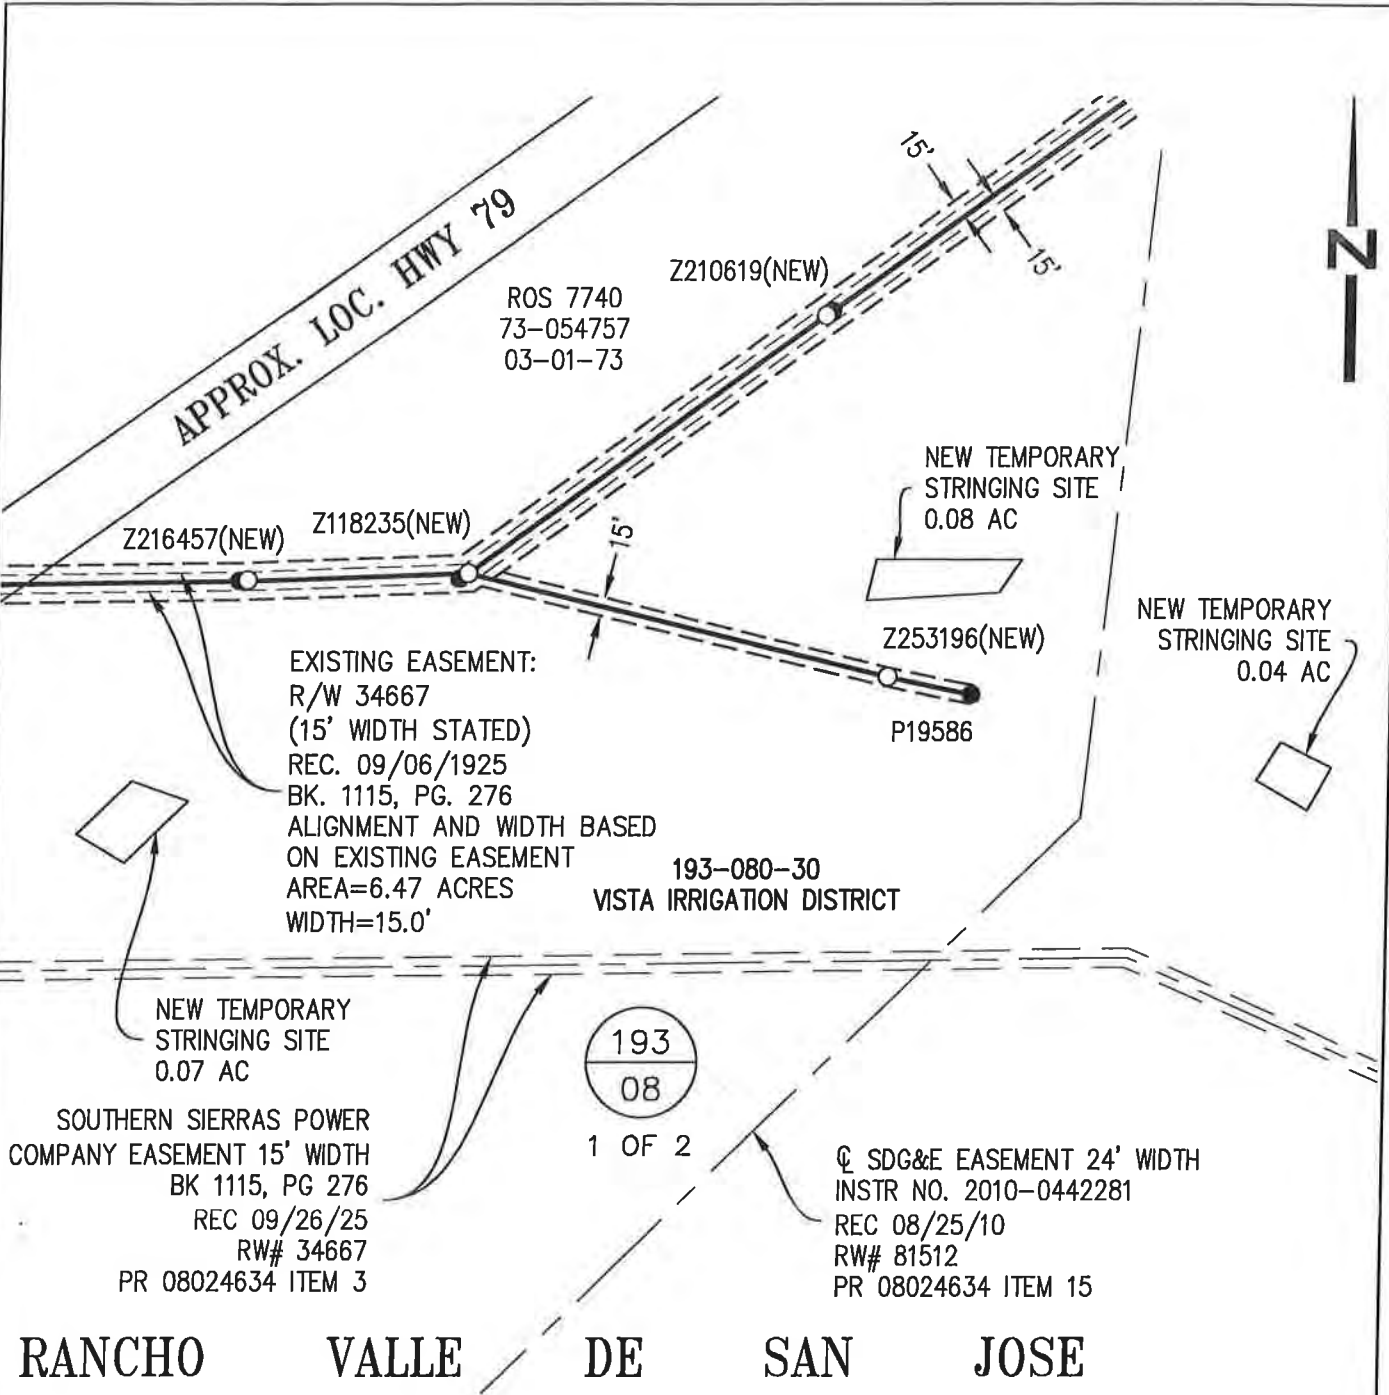 APPROX. LOC. HWY 79
ROS 7740
73-054757
03-01-73
Z210619(NEW)
15'
15'
N
Z216457(NEW)
Z118235(NEW)
15'
NEW TEMPORARY
STRINGING SITE
0.08 AC
Z253196(NEW)
P19586
NEW TEMPORARY
STRINGING SITE
0.04 AC
EXISTING EASEMENT:
R/W 34667
(15' WIDTH STATED)
REC. 09/06/1925
BK. 1115, PG. 276
ALIGNMENT AND WIDTH BASED
ON EXISTING EASEMENT
AREA=6.47 ACRES
WIDTH=15.0'
193-080-30
VISTA IRRIGATION DISTRICT
NEW TEMPORARY
STRINGING SITE
0.07 AC
193
08
1 OF 2
SOUTHERN SIERRAS POWER
COMPANY EASEMENT 15' WIDTH
BK 1115, PG 276
REC 09/26/25
RW# 34667
PR 08024634 ITEM 3
℄ SDG&E EASEMENT 24' WIDTH
INSTR NO. 2010-0442281
REC 08/25/10
RW# 81512
PR 08024634 ITEM 15
RANCHO VALLE DE SAN JOSE